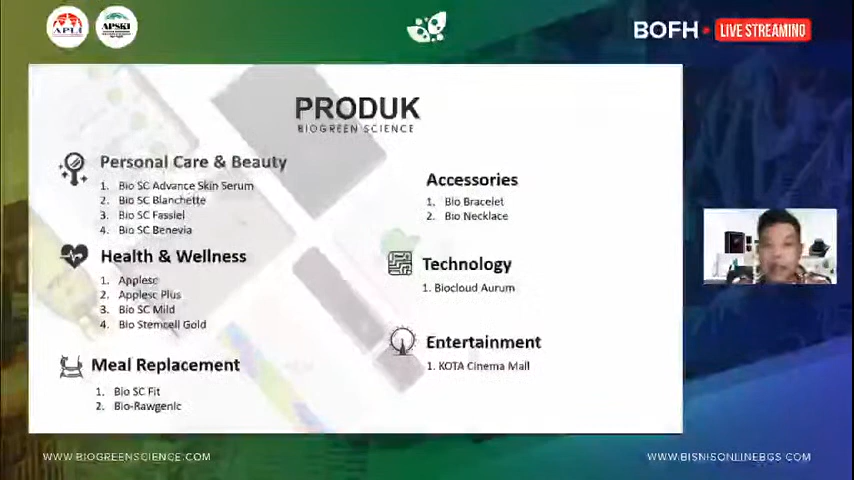 APLI
APSKI
BOFH
LIVE STREAMING
PRODUK
BIOGREEN SCIENCE
Personal Care & Beauty
1. Bio SC Advance Skin Serum
2. Bio SC Blanchette
3. Bio SC Fassiel
4. Bio SC Benevia
Health & Wellness
1. Applesc
2. Applesc Plus
3. Bio SC Mild
4. Bio Stemcell Gold
Meal Replacement
1. Bio SC Fit
2. Bio-Rawgenic
Accessories
1. Bio Bracelet
2. Bio Necklace
Technology
1. Biocloud Aurum
Entertainment
1. KOTA Cinema Mall
WWW.BIOGREENSCIENCE.COM
WWW.BISNISONLINEBGS.COM